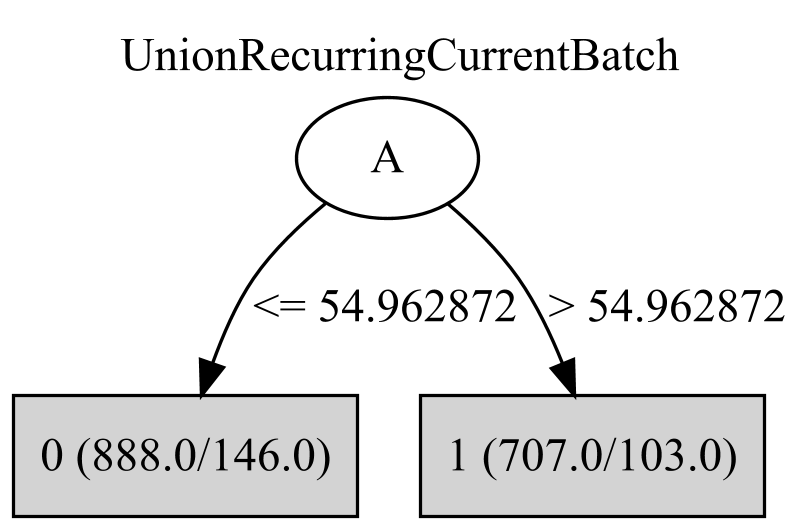 UnionRecurringCurrentBatch
A
<= 54.962872
> 54.962872
0 (888.0/146.0)
1 (707.0/103.0)